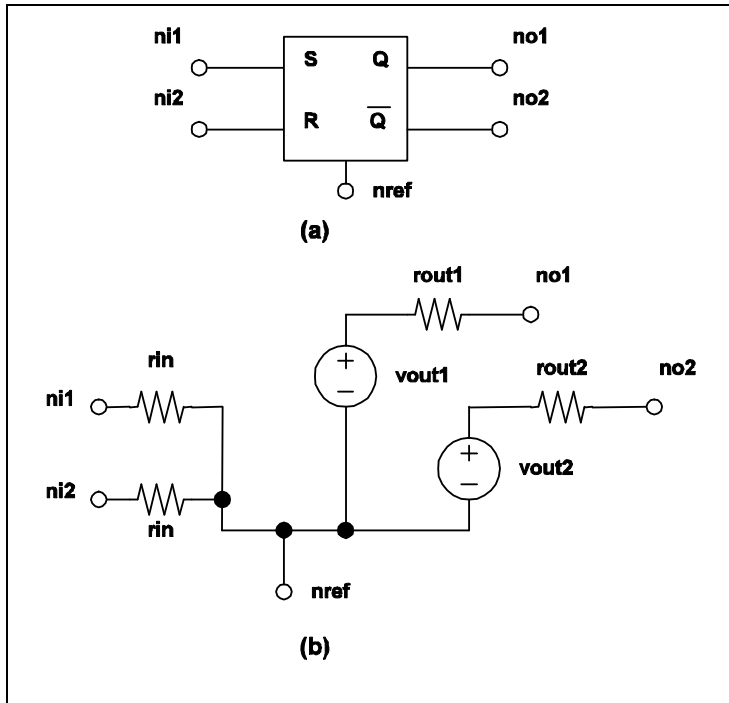 ni1 no1
S Q
ni2 no2
R Q̅
nref
(a)
rout1 no1
rin vout1 rout2 no2
ni1
vout2
ni2
rin
nref
(b)